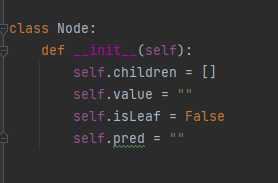 class Node:
    def __init__(self):
        self.children = []
        self.value = ""
        self.isLeaf = False
        self.pred = ""